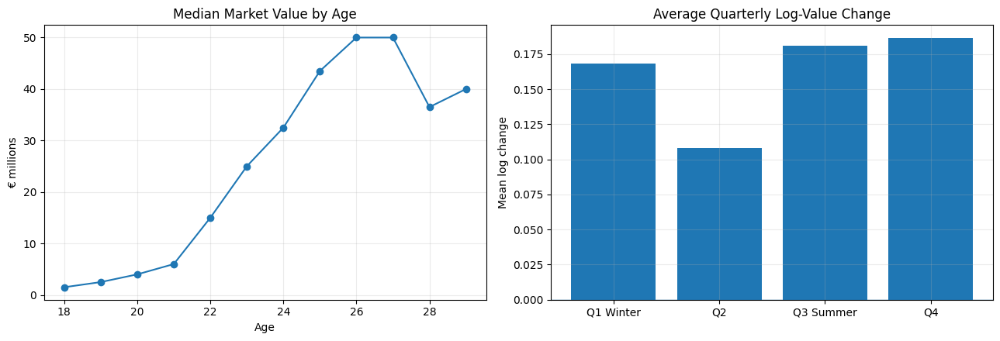 Median Market Value by Age
€ millions
50
40
30
20
10
0
18 20 22 24 26 28
Age
Average Quarterly Log-Value Change
Mean log change
0.175
0.150
0.125
0.100
0.075
0.050
0.025
0.000
Q1 Winter Q2 Q3 Summer Q4